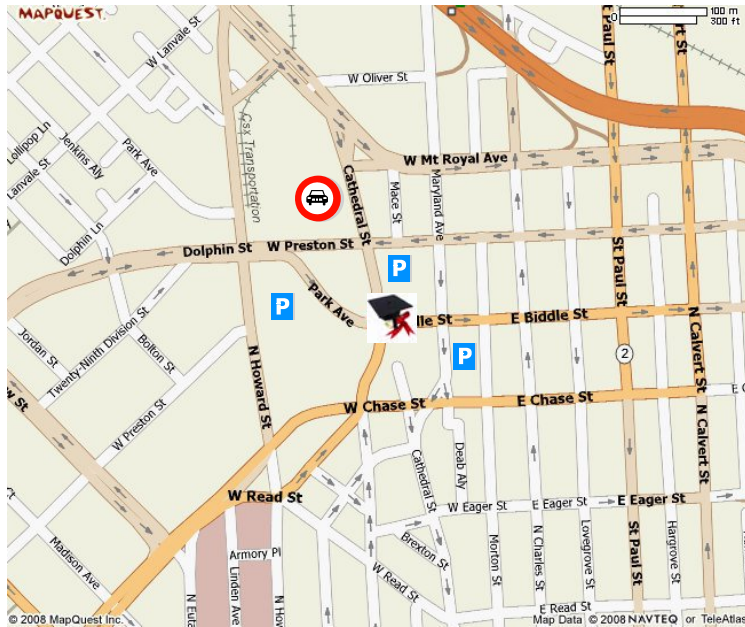 MAPQUEST.
100 m
0
300 ft
W Lanvale St
W Oliver St
St Paul St
Lollipop Ln
Jenkins Aly
Park Ave
Csx Transportation
W Mt Royal Ave
Lanvale St
Cathedral St
Mace St
Maryland Ave
Dolphin Ln
Dolphin St
W Preston St
St Paul St
P
P
Park Ave
lle St
E Biddle St
N Calvert St
Jordan St
Twenty-Ninth Division St
Bolton St
N Howard St
P
2
W Chase St
E Chase St
W Preston St
N Calvert St
Deab Aly
Cathedral St
W Read St
W Eager St
E Eager St
E Eager St
Madison Ave
Armory Pl
Linden Ave
Brexton St
W Read St
Morton St
N Charles St
Lovegrove St
St Paul St
Hargrove St
N Euta
N How
E Read St
© 2008 MapQuest Inc.
Map Data © 2008 NAVTEQ or TeleAtlas